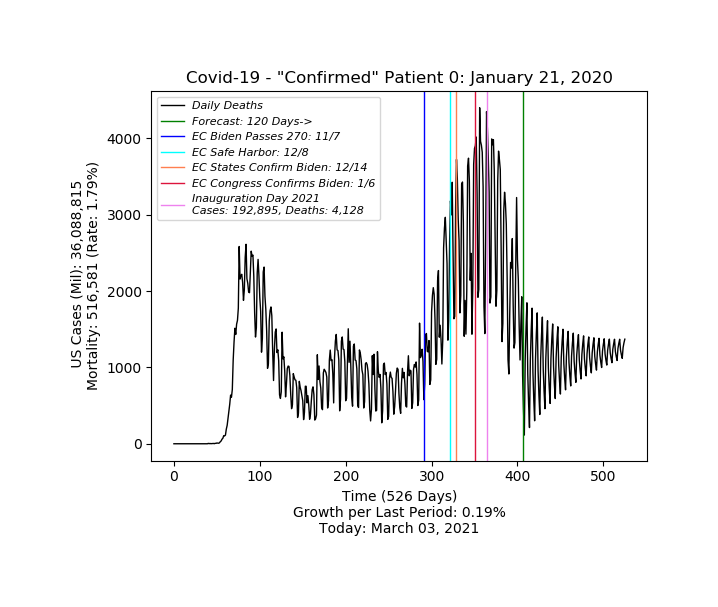 Covid-19 - "Confirmed" Patient 0: January 21, 2020
Daily Deaths
Forecast: 120 Days->
EC Biden Passes 270: 11/7
EC Safe Harbor: 12/8
EC States Confirm Biden: 12/14
EC Congress Confirms Biden: 1/6
Inauguration Day 2021
Cases: 192,895, Deaths: 4,128
US Cases (Mil): 36,088,815
Mortality: 516,581 (Rate: 1.79%)
4000
3000
2000
1000
0
0 100 200 300 400 500
Time (526 Days)
Growth per Last Period: 0.19%
Today: March 03, 2021